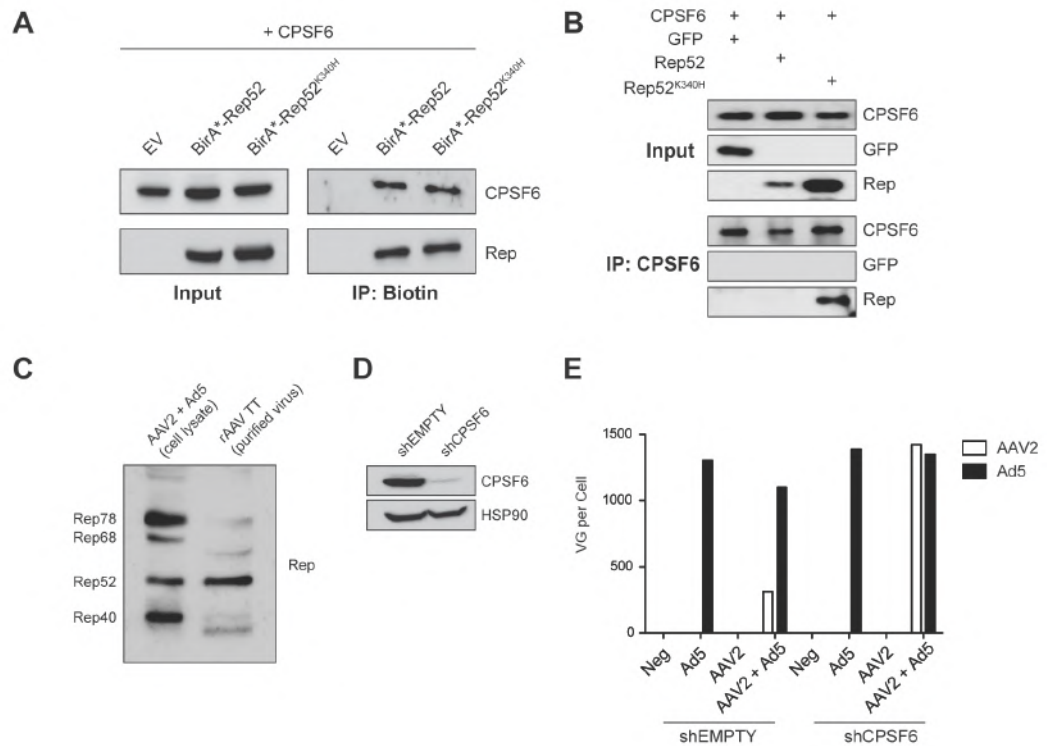 A
+ CPSF6
EV
BirA*-Rep52
BirA*-Rep52K340H
EV
BirA*-Rep52
BirA*-Rep52K340H
CPSF6
Rep
Input
IP: Biotin
B
CPSF6 + + +
GFP +
Rep52 +
Rep52K340H +
CPSF6
Input
GFP
Rep
CPSF6
IP: CPSF6
GFP
Rep
C
AAV2 + Ad5
(cell lysate)
rAAV TT
(purified virus)
Rep78
Rep68
Rep52
Rep40
Rep
D
shEMPTY
shCPSF6
CPSF6
HSP90
E
VG per Cell
1500
1000
500
0
AAV2
Ad5
Neg
Ad5
AAV2
AAV2 + Ad5
Neg
Ad5
AAV2
AAV2 + Ad5
shEMPTY
shCPSF6